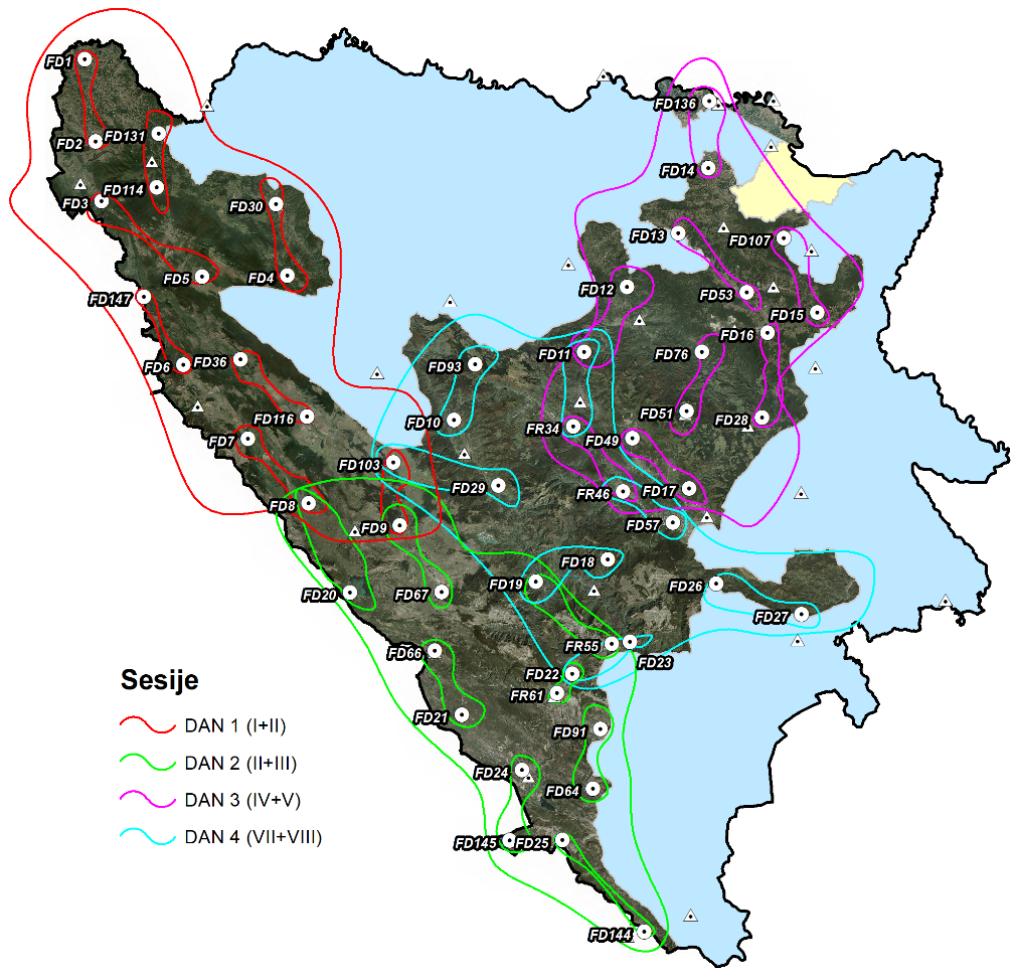 FD1
FD136
FD2
FD131
FD14
FD114
FD3
FD30
FD13
FD107
FD5
FD4
FD12
FD53
FD147
FD15
FD16
FD6
FD36
FD93
FD11
FD76
FD116
FD10
FD51
FD28
FR34
FD7
FD49
FD103
FD29
FR46
FD17
FD8
FD9
FD57
FD18
FD19
FD26
FD20
FD67
FD27
FD66
FR55
FD23
FD22
FR61
FD21
FD91
FD24
FD64
FD145
FD25
FD144
Sesije
DAN 1 (I+II)
DAN 2 (II+III)
DAN 3 (IV+V)
DAN 4 (VII+VIII)